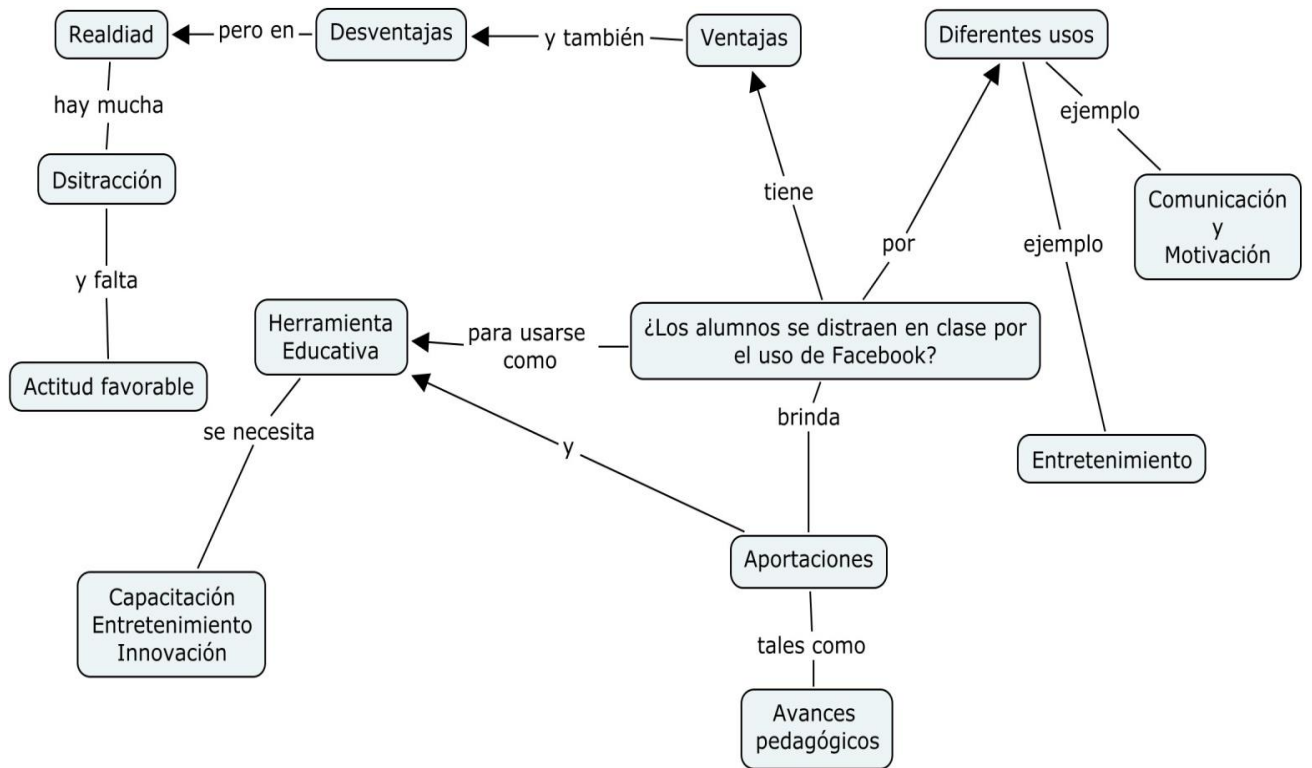 Realdiad
pero en
Desventajas
y también
Ventajas
Diferentes usos
hay mucha
ejemplo
Dsitracción
tiene
Comunicación
y
Motivación
por
ejemplo
y falta
Herramienta
Educativa
para usarse
como
¿Los alumnos se distraen en clase por
el uso de Facebook?
Actitud favorable
se necesita
brinda
y
Entretenimiento
Aportaciones
Capacitación
Entretenimiento
Innovación
tales como
Avances
pedagógicos